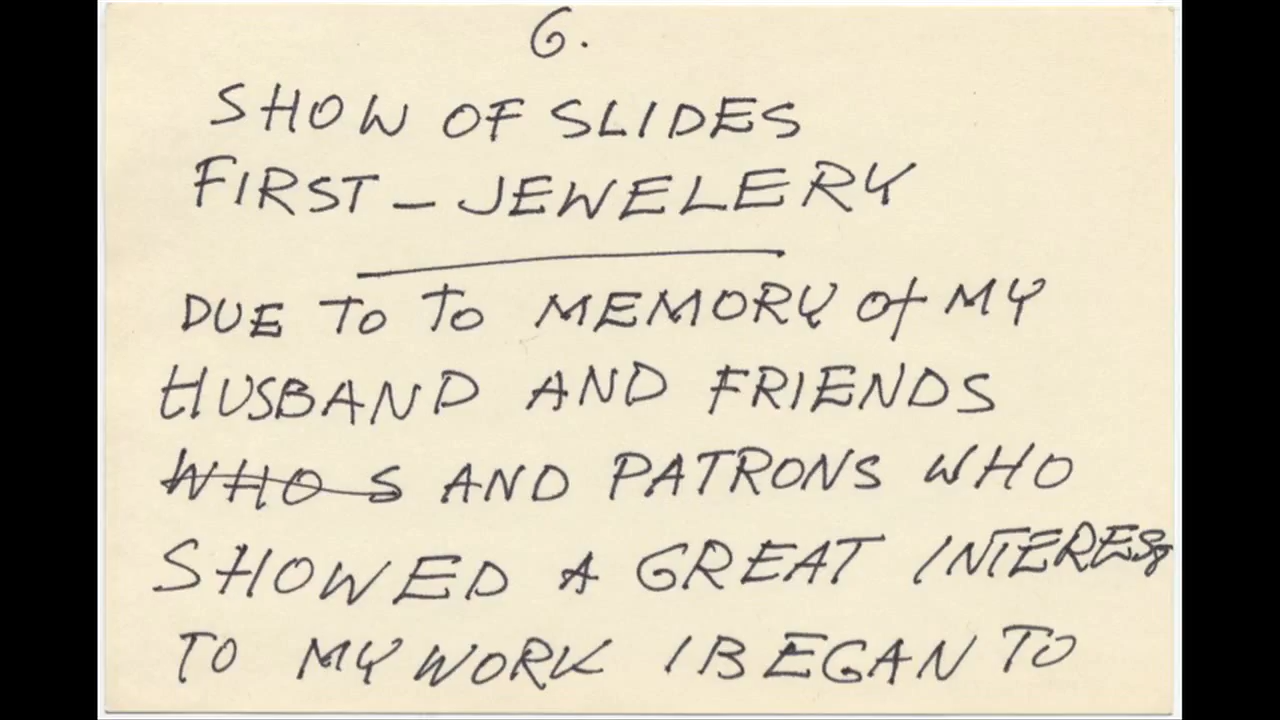 6.
SHOW OF SLIDES
FIRST – JEWELERY
DUE TO TO MEMORY of MY
HUSBAND AND FRIENDS
WHO S AND PATRONS WHO
SHOWED A GREAT INTEREST
TO MY WORK I BEGAN TO